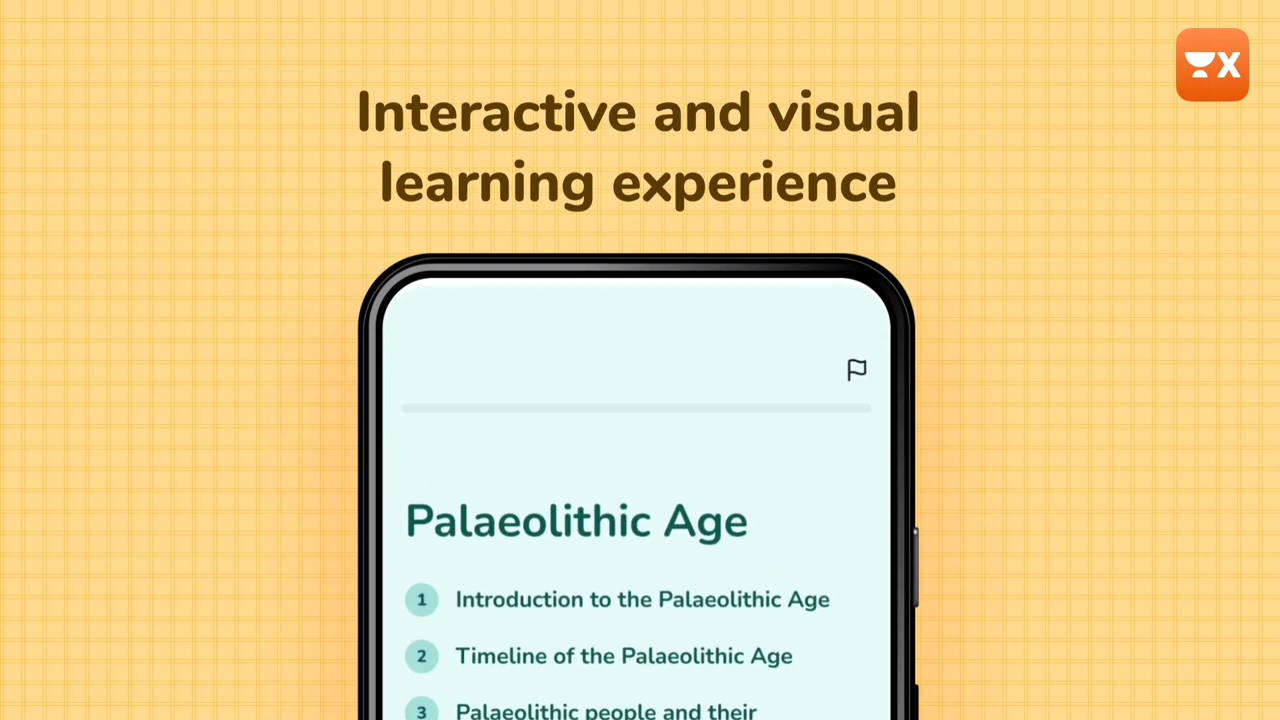 X
Interactive and visual
learning experience
Palaeolithic Age
1 Introduction to the Palaeolithic Age
2 Timeline of the Palaeolithic Age
3 Palaeolithic people and their